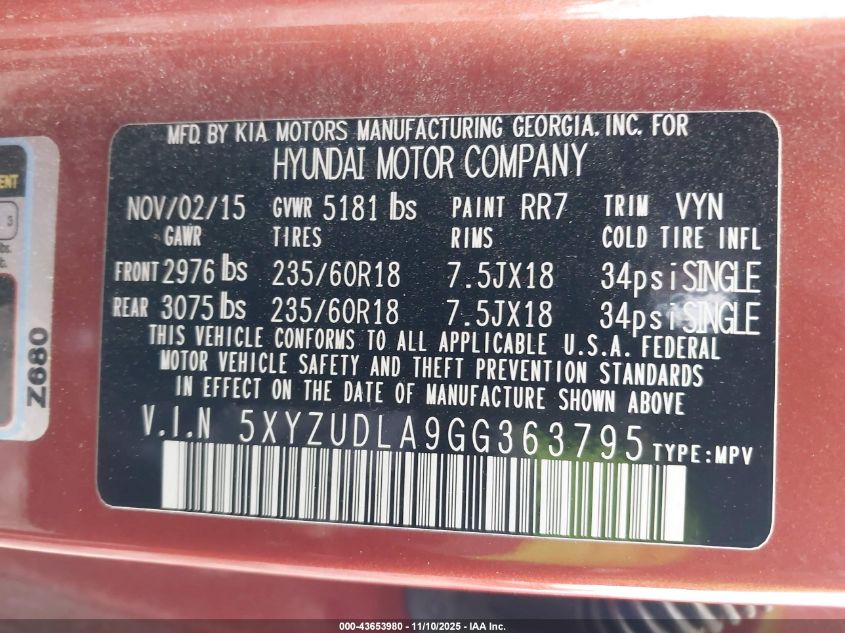 MFD. BY KIA MOTORS MANUFACTURING GEORGIA. INC. FOR
HYUNDAI MOTOR COMPANY
NOV/02/15 GVWR 5181 lbs PAINT RR7 TRIM VYN
GAWR TIRES RIMS COLD TIRE INFL
FRONT 2976 lbs 235/60R18 7.5JX18 34psi SINGLE
REAR 3075 lbs 235/60R18 7.5JX18 34psi SINGLE
THIS VEHICLE CONFORMS TO ALL APPLICABLE U.S.A. FEDERAL
MOTOR VEHICLE SAFETY AND THEFT PREVENTION STANDARDS
IN EFFECT ON THE DATE OF MANUFACTURE SHOWN ABOVE
V.I.N 5XYZUDLA9GG363795 TYPE:MPV
Z680
000-43653980 - 11/10/2025 - IAA Inc.